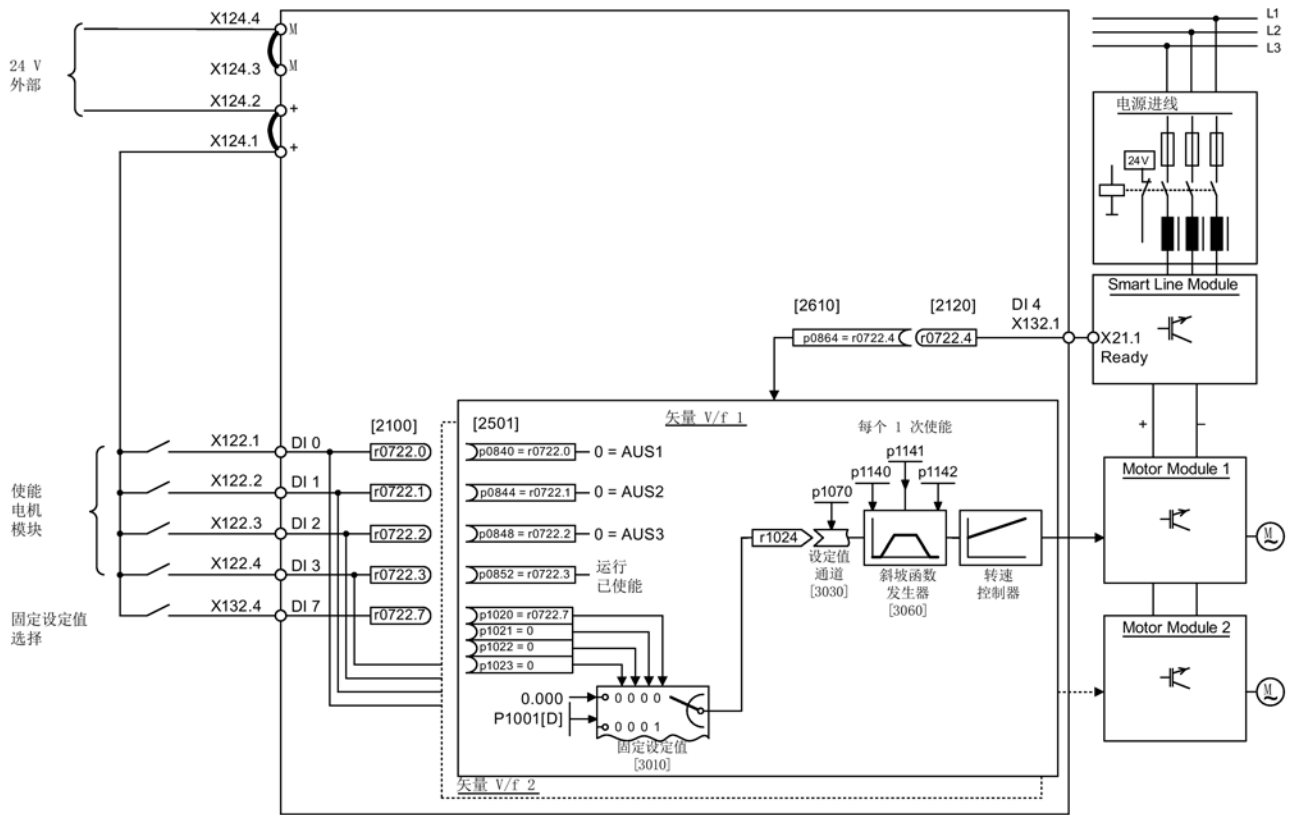 X124.4
M
24 V
外部
X124.3
M
X124.2
+
X124.1
+
L1
L2
L3
电源进线
24V
Smart Line Module
[2610]
[2120]
DI 4
X132.1
p0864 = r0722.4
r0722.4
X21.1
Ready
+
−
使能
电机
模块
X122.1
DI 0
[2100]
r0722.0
X122.2
DI 1
r0722.1
X122.3
DI 2
r0722.2
X122.4
DI 3
r0722.3
固定设定值
选择
X132.4
DI 7
r0722.7
矢量 V/f 1
[2501]
p0840 = r0722.0
0 = AUS1
p0844 = r0722.1
0 = AUS2
p0848 = r0722.2
0 = AUS3
p0852 = r0722.3
运行
已使能
p1020 = r0722.7
p1021 = 0
p1022 = 0
p1023 = 0
0.000
0 0 0 0
P1001[D]
0 0 0 1
固定设定值
[3010]
r1024
p1070
设定值
通道
[3030]
每个 1 次使能
p1141
p1140
p1142
斜坡函数
发生器
[3060]
转速
控制器
矢量 V/f 2
Motor Module 1
M
~
Motor Module 2
M
~